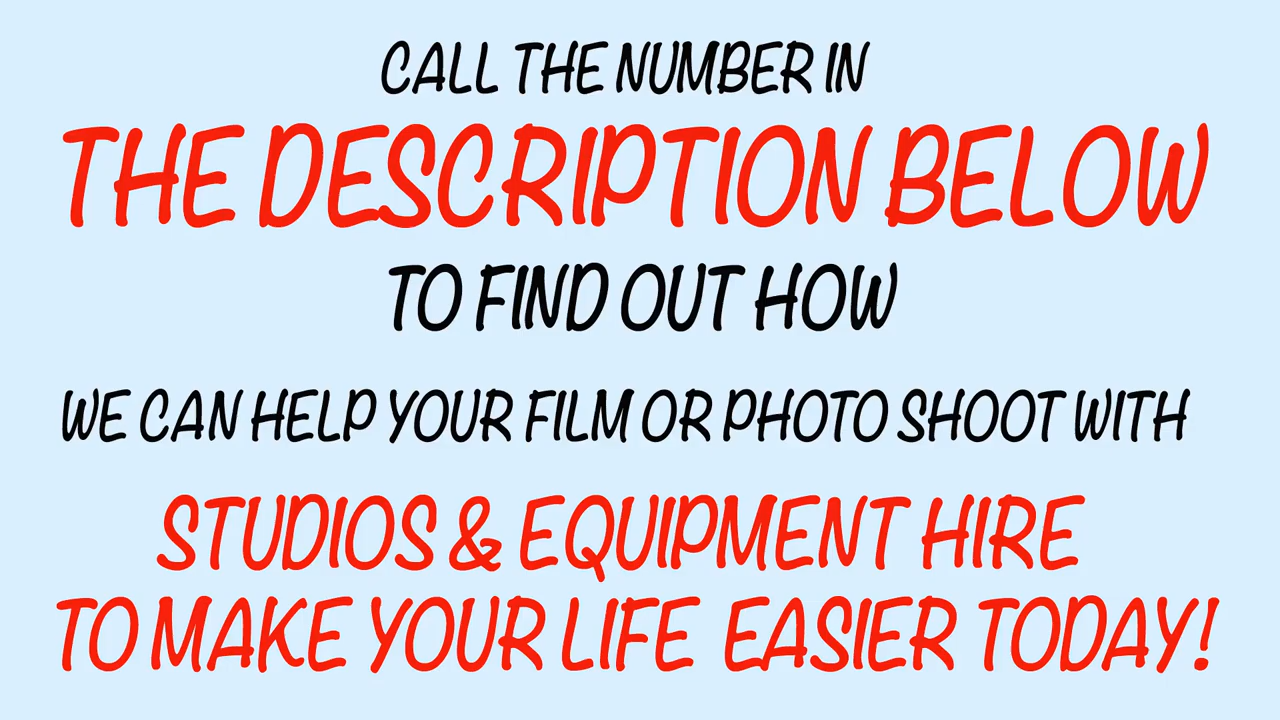 CALL THE NUMBER IN
THE DESCRIPTION BELOW
TO FIND OUT HOW
WE CAN HELP YOUR FILM OR PHOTO SHOOT WITH
STUDIOS & EQUIPMENT HIRE
TO MAKE YOUR LIFE EASIER TODAY!